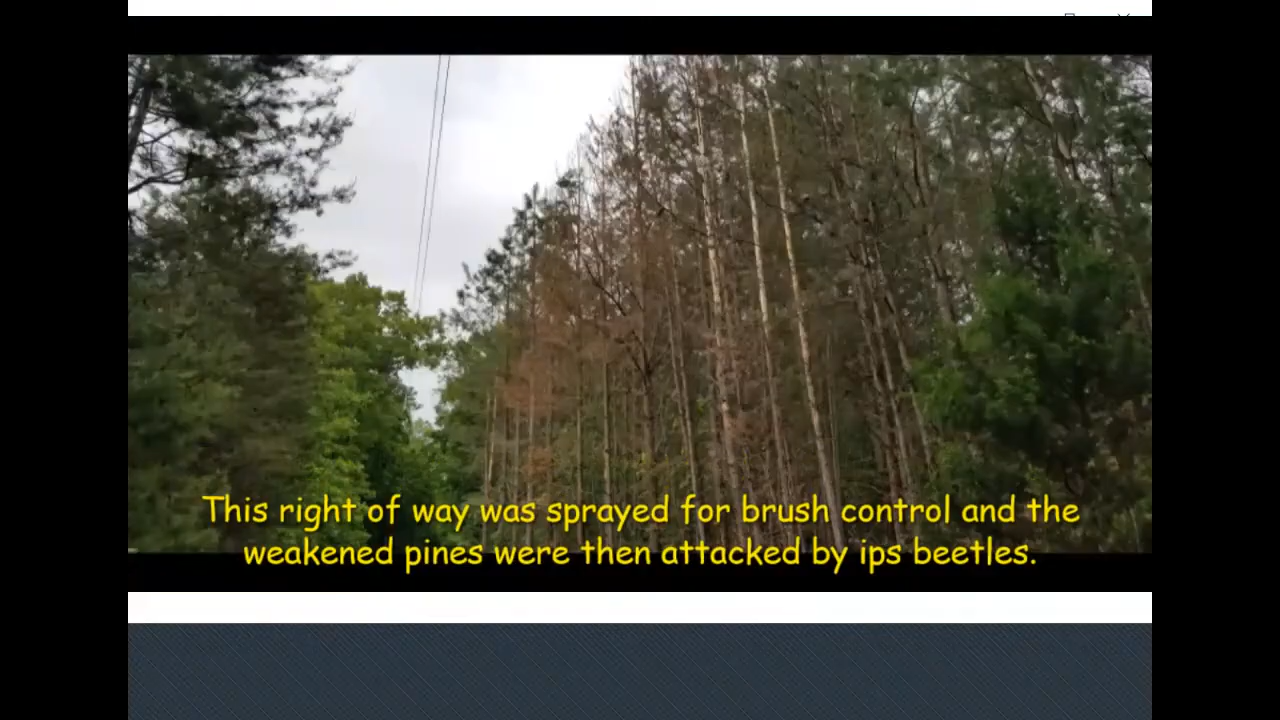 This right of way was sprayed for brush control and the
weakened pines were then attacked by ips beetles.